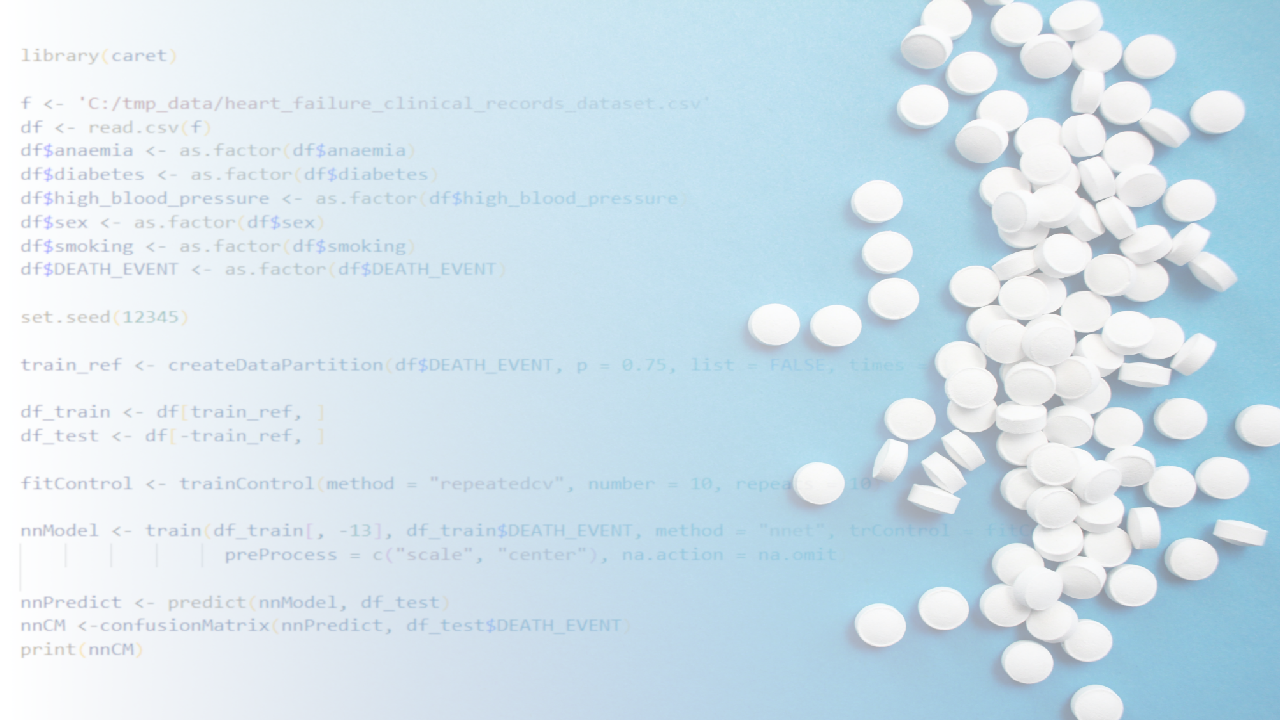 library(caret)
f <- 'C:/tmp_data/heart_failure_clinical_records_dataset.csv'
df <- read.csv(f)
df$anaemia <- as.factor(df$anaemia)
df$diabetes <- as.factor(df$diabetes)
df$high_blood_pressure <- as.factor(df$high_blood_pressure)
df$sex <- as.factor(df$sex)
df$smoking <- as.factor(df$smoking)
df$DEATH_EVENT <- as.factor(df$DEATH_EVENT)
set.seed(12345)
train_ref <- createDataPartition(df$DEATH_EVENT, p = 0.75, list = FALSE, times
df_train <- df[train_ref, ]
df_test <- df[-train_ref, ]
fitControl <- trainControl(method = "repeatedcv", number = 10, 10
nnModel <- train(df_train[, -13], df_train$DEATH_EVENT, method = "nnet", trControl =
preProcess = c("scale", "center"), na.action = na.omit
nnPredict <- predict(nnModel, df_test)
nnCM <-confusionMatrix(nnPredict, df_test$DEATH_EVENT)
print(nnCM)